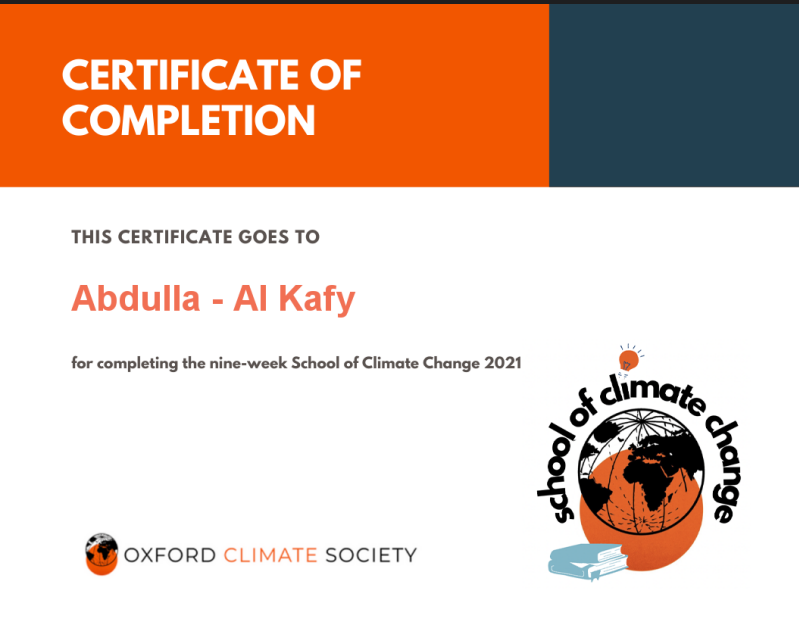 CERTIFICATE OF
COMPLETION
THIS CERTIFICATE GOES TO
Abdulla - Al Kafy
for completing the nine-week School of Climate Change 2021
school of climate change
OXFORD CLIMATE SOCIETY